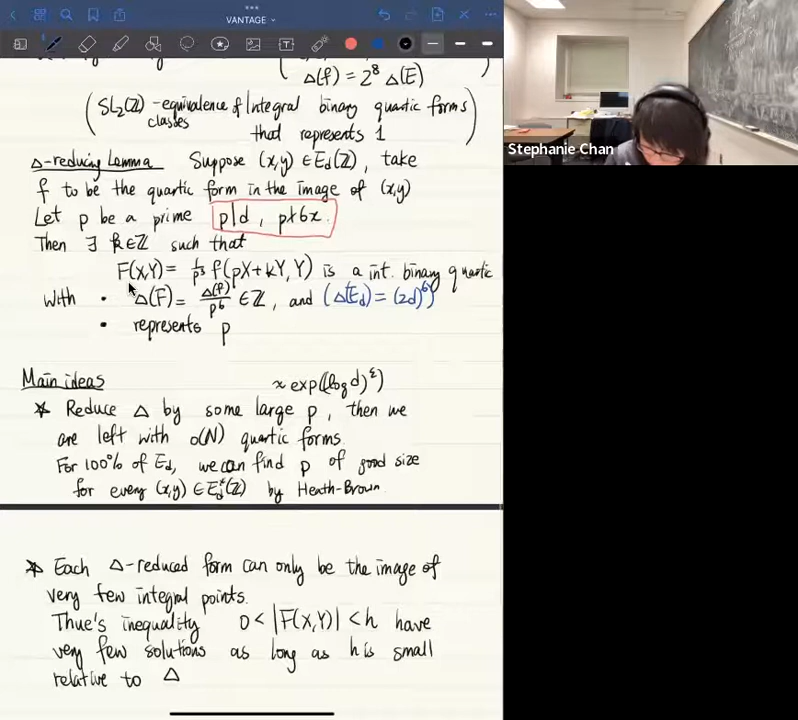 VANTAGE
Δ(f) = 2⁸ Δ(E)
(SL₂(ℤ)-equivalence of Integral binary quartic forms
classes
that represents 1)
Δ-reducing Lemma Suppose (x,y) ∈ E_d(ℤ), take
f to be the quartic form in the image of (x,y)
Let p be a prime p|d, p∤6x.
Then ∃ k∈ℤ such that
F(X,Y) = 1/p³ f(pX+kY, Y) is a int. binary quartic
With • Δ(F) = Δ(f)/p⁶ ∈ ℤ, and (Δ(E_d) = (2d)⁶)
• represents p
Main ideas ≈ exp((log d)^ε)
* Reduce Δ by some large p, then we
are left with o(N) quartic forms
For 100% of E_d, we can find p of good size
for every (x,y) ∈ E_d*(ℤ) by Heath-Brown
* Each Δ-reduced form can only be the image of
very few integral points.
Thue's inequality 0 < |F(X,Y)| < h have
very few solutions as long as h is small
relative to Δ
Stephanie Chan